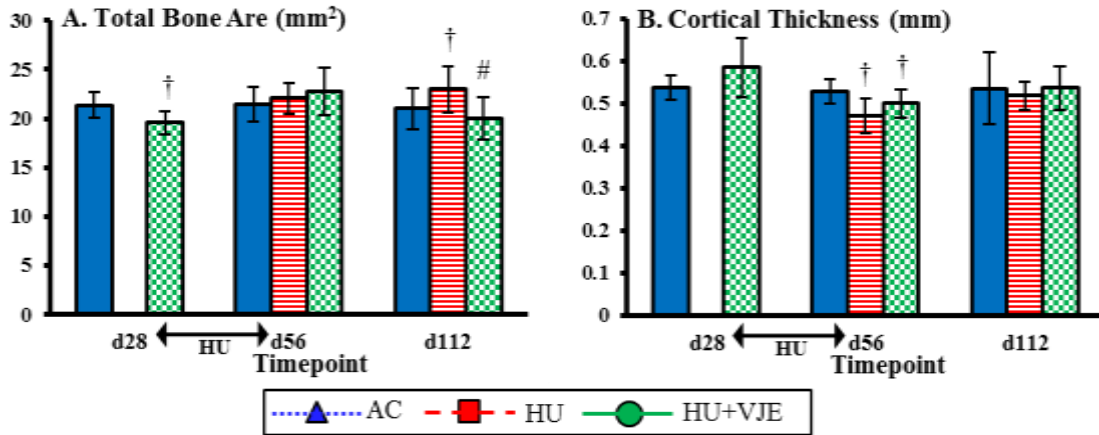 A. Total Bone Are (mm²)
30
25
20
15
10
5
0
†
†
#
d28
HU
d56
d112
Timepoint
B. Cortical Thickness (mm)
0.7
0.6
0.5
0.4
0.3
0.2
0.1
0
†
†
d28
HU
d56
d112
Timepoint
AC
HU
HU+VJE